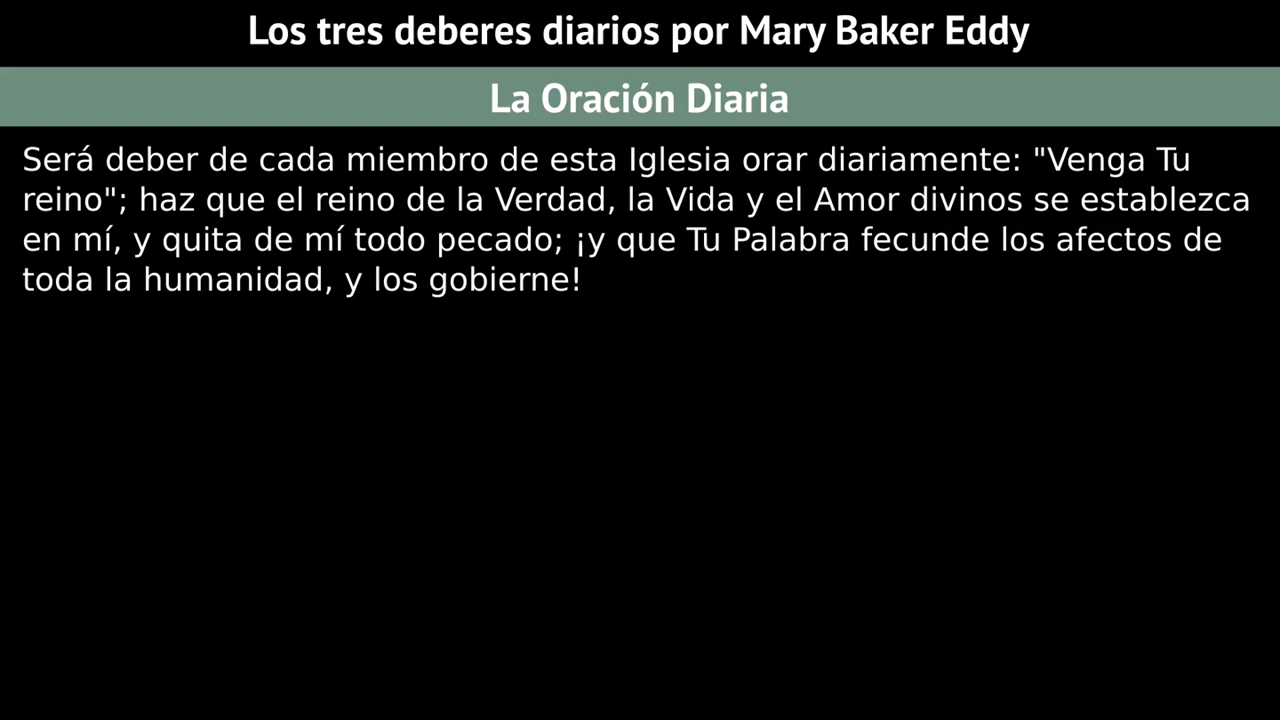 Los tres deberes diarios por Mary Baker Eddy
La Oración Diaria
Será deber de cada miembro de esta Iglesia orar diariamente: "Venga Tu
reino"; haz que el reino de la Verdad, la Vida y el Amor divinos se establezca
en mí, y quita de mí todo pecado; ¡y que Tu Palabra fecunde los afectos de
toda la humanidad, y los gobierne!